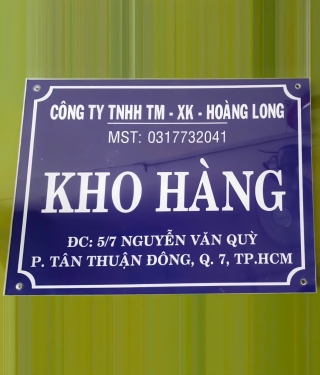 CÔNG TY TNHH TM - XK - HOÀNG LONG
MST: 0317732041
KHO HÀNG
ĐC: 5/7 NGUYỄN VĂN QUỲ
P. TÂN THUẬN ĐÔNG, Q. 7, TP.HCM